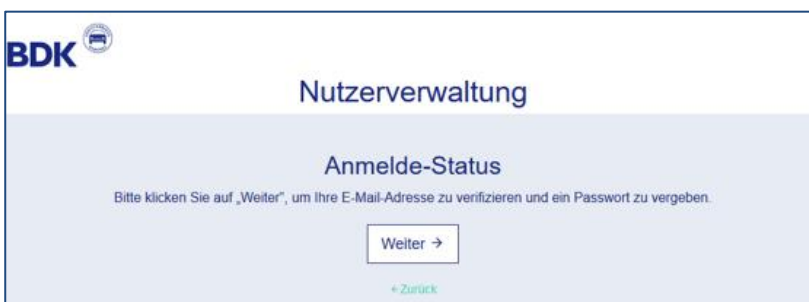 BDK
Nutzerverwaltung
Anmelde-Status
Bitte klicken Sie auf „Weiter", um Ihre E-Mail-Adresse zu verifizieren und ein Passwort zu vergeben.
Weiter →
← Zurück